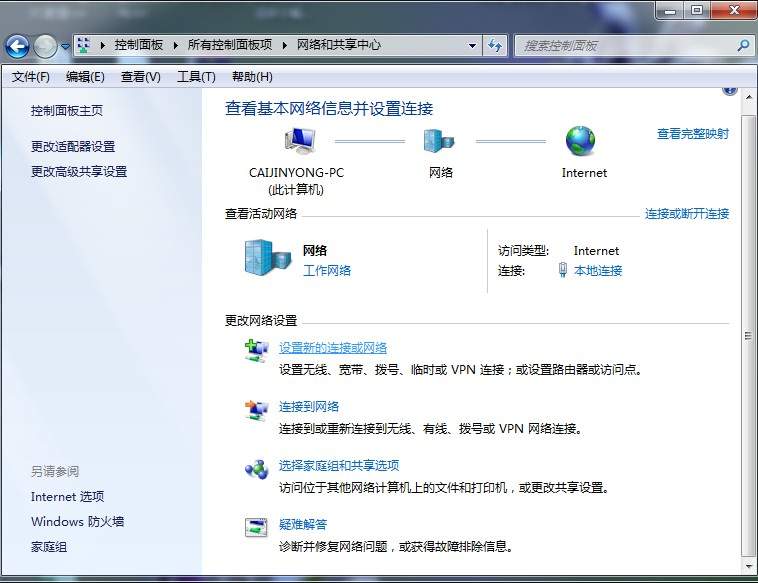 控制面板 ▸ 所有控制面板项 ▸ 网络和共享中心
搜索控制面板
文件(F) 编辑(E) 查看(V) 工具(T) 帮助(H)
控制面板主页
更改适配器设置
更改高级共享设置
查看基本网络信息并设置连接
CAIJINYONG-PC
(此计算机)
网络
Internet
查看完整映射
查看活动网络
连接或断开连接
网络
工作网络
访问类型: Internet
连接: 本地连接
更改网络设置
设置新的连接或网络
设置无线、宽带、拨号、临时或 VPN 连接；或设置路由器或访问点。
连接到网络
连接到或重新连接到无线、有线、拨号或 VPN 网络连接。
选择家庭组和共享选项
访问位于其他网络计算机上的文件和打印机，或更改共享设置。
疑难解答
诊断并修复网络问题，或获得故障排除信息。
另请参阅
Internet 选项
Windows 防火墙
家庭组